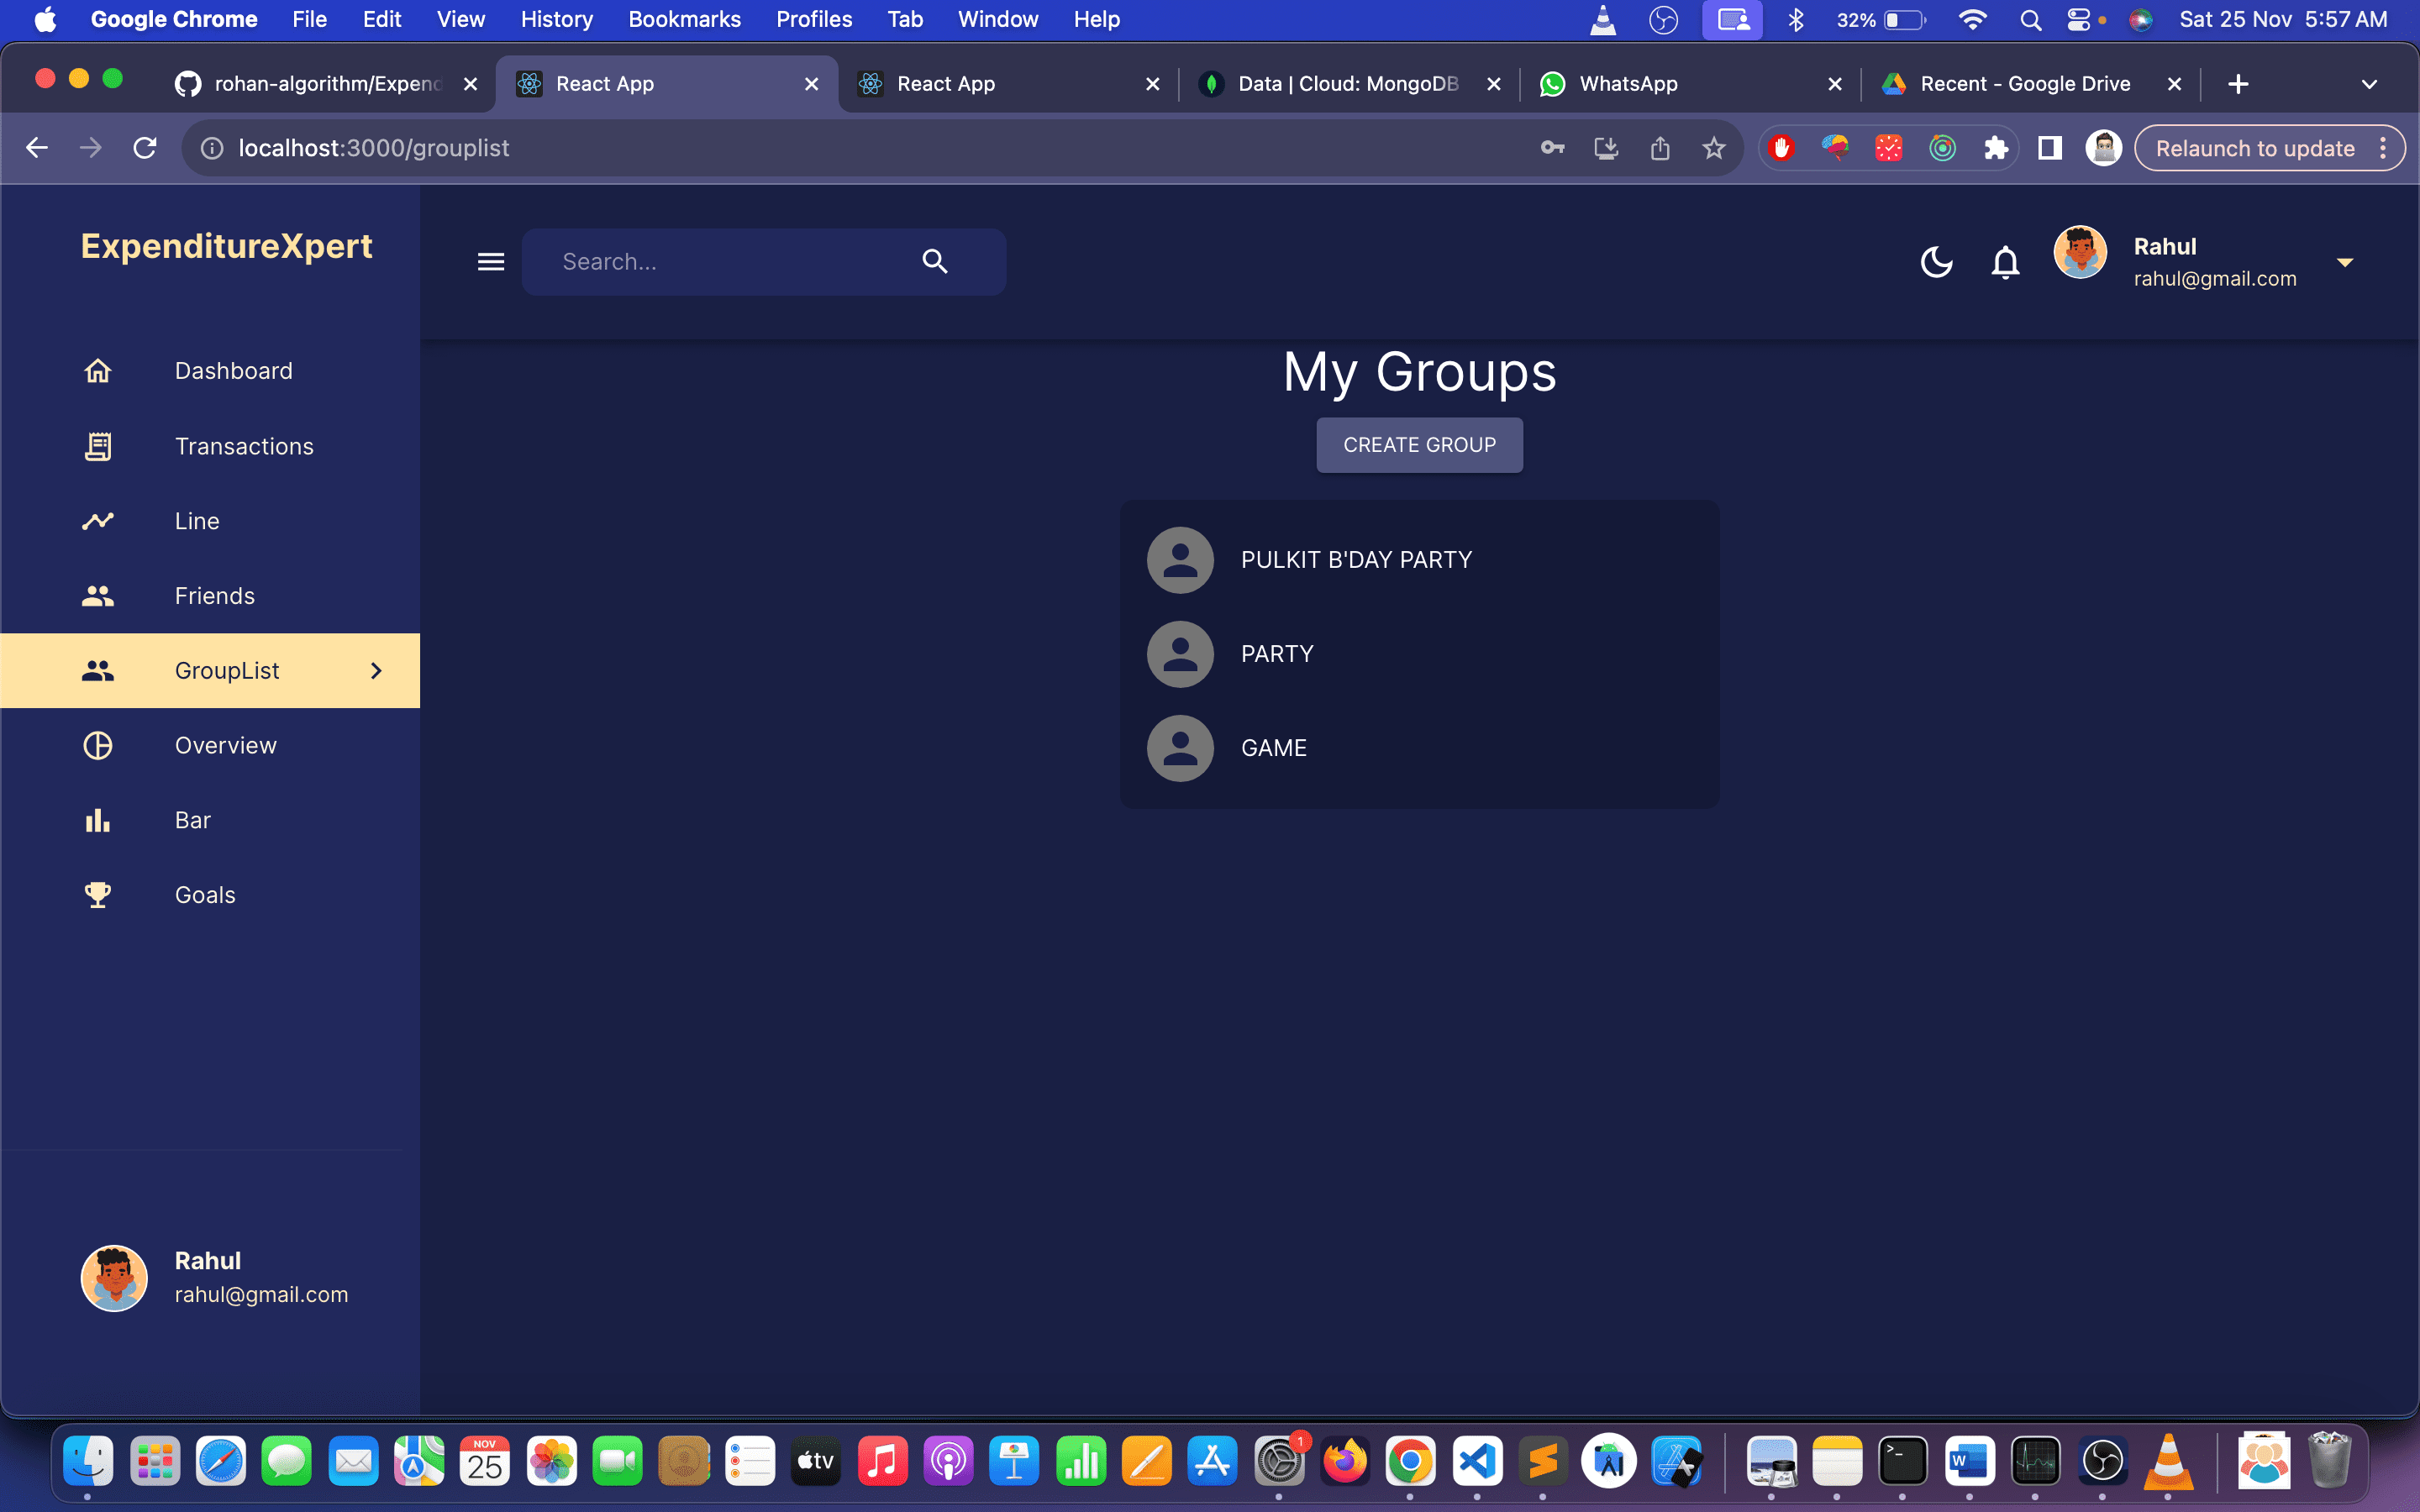 Google Chrome File Edit View History Bookmarks Profiles Tab Window Help 32% Sat 25 Nov 5:57 AM
rohan-algorithm/Expend React App React App Data | Cloud: MongoDB WhatsApp Recent - Google Drive
localhost:3000/grouplist Relaunch to update
ExpenditureXpert
Search...
Rahul
rahul@gmail.com
Dashboard
Transactions
Line
Friends
GroupList
Overview
Bar
Goals
Rahul
rahul@gmail.com
My Groups
CREATE GROUP
PULKIT B'DAY PARTY
PARTY
GAME
NOV
25
tv
1
W